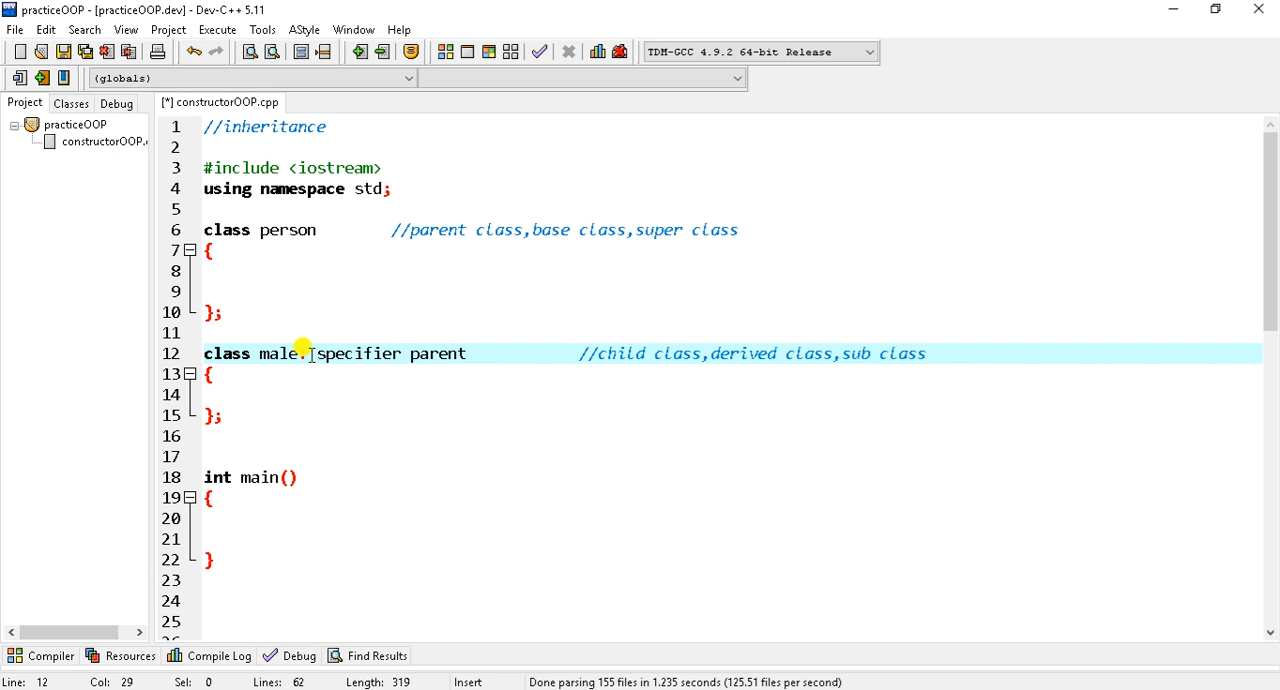 practiceOOP - [practiceOOP.dev] - Dev-C++ 5.11
File Edit Search View Project Execute Tools AStyle Window Help
TDM-GCC 4.9.2 64-bit Release
(globals)
Project Classes Debug [*] constructorOOP.cpp
practiceOOP
constructorOOP.
1 //inheritance
2
3 #include <iostream>
4 using namespace std;
5
6 class person //parent class,base class,super class
7 {
8
9
10 };
11
12 class male: specifier parent //child class,derived class,sub class
13 {
14
15 };
16
17
18 int main()
19 {
20
21
22 }
23
24
25
Compiler Resources Compile Log Debug Find Results
Line: 12 Col: 29 Sel: 0 Lines: 62 Length: 319 Insert Done parsing 155 files in 1.235 seconds (125.51 files per second)